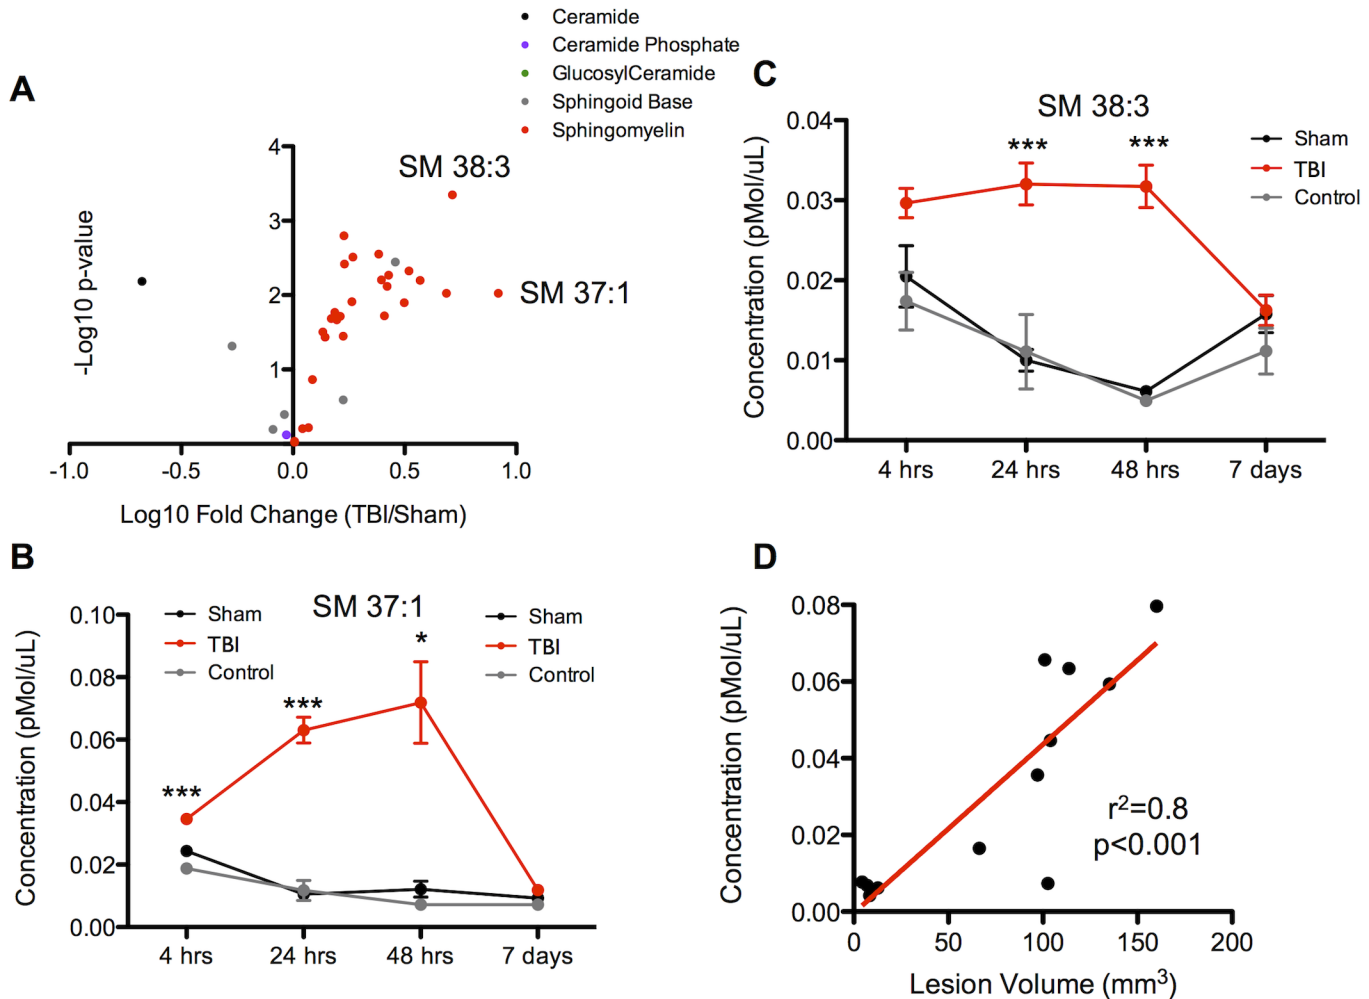 Ceramide
Ceramide Phosphate
GlucosylCeramide
Sphingoid Base
Sphingomyelin
A
4
3
2
1
-Log10 p-value
SM 38:3
SM 37:1
-1.0 -0.5 0.0 0.5 1.0
Log10 Fold Change (TBI/Sham)
C
SM 38:3
0.04
0.03
0.02
0.01
0.00
Concentration (pMol/uL)
*** ***
Sham
TBI
Control
4 hrs 24 hrs 48 hrs 7 days
B
SM 37:1
Sham
TBI
Control
Sham
TBI
Control
0.10
0.08
0.06
0.04
0.02
0.00
Concentration (pMol/uL)
*** *** *
4 hrs 24 hrs 48 hrs 7 days
D
0.08
0.06
0.04
0.02
0.00
Concentration (pMol/uL)
r²=0.8
p<0.001
0 50 100 150 200
Lesion Volume (mm³)